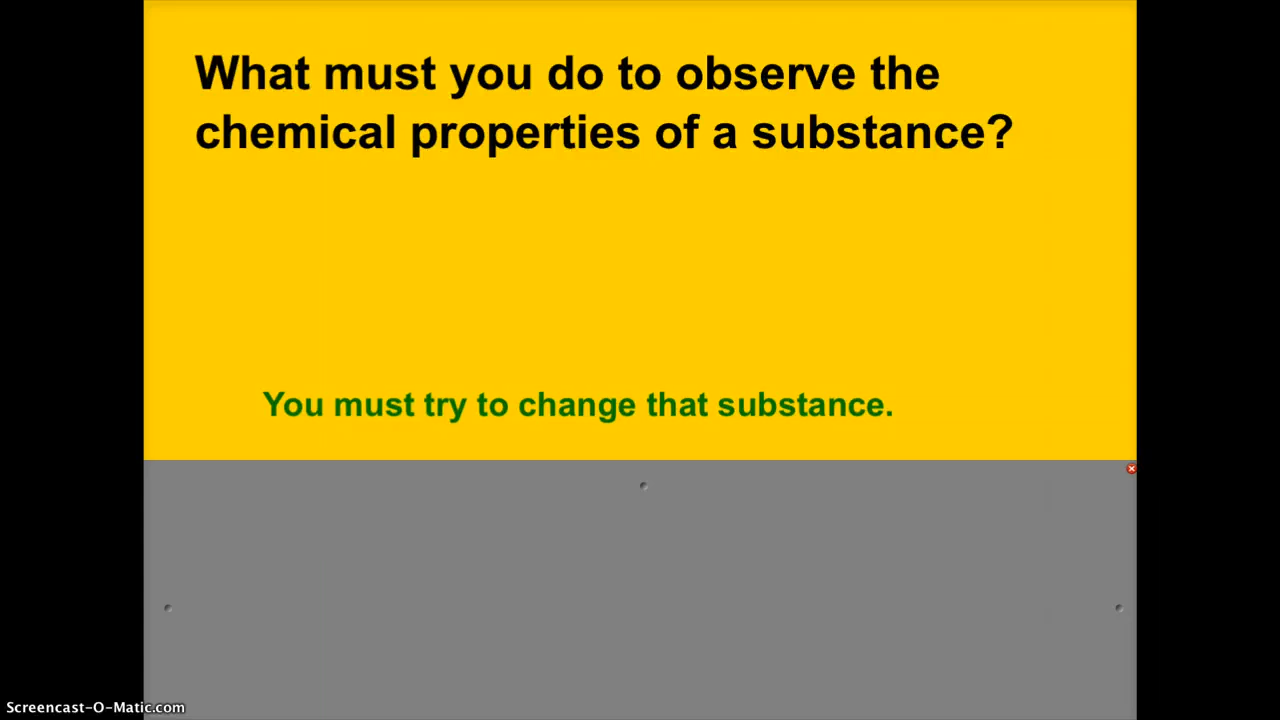 What must you do to observe the
chemical properties of a substance?
You must try to change that substance.
Screencast-O-Matic.com